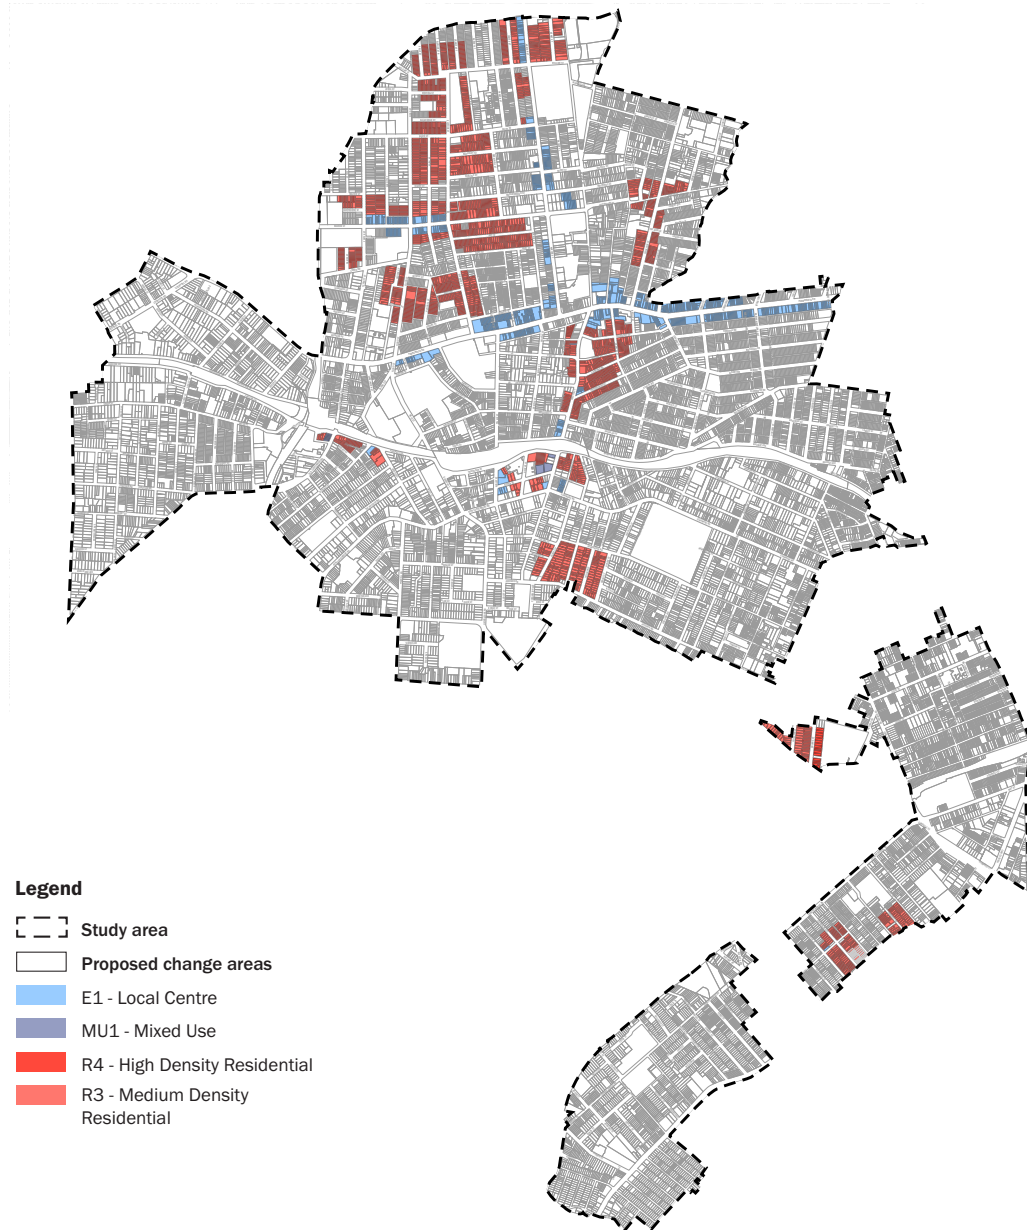 Legend
Study area
Proposed change areas
E1 - Local Centre
MU1 - Mixed Use
R4 - High Density Residential
R3 - Medium Density
Residential